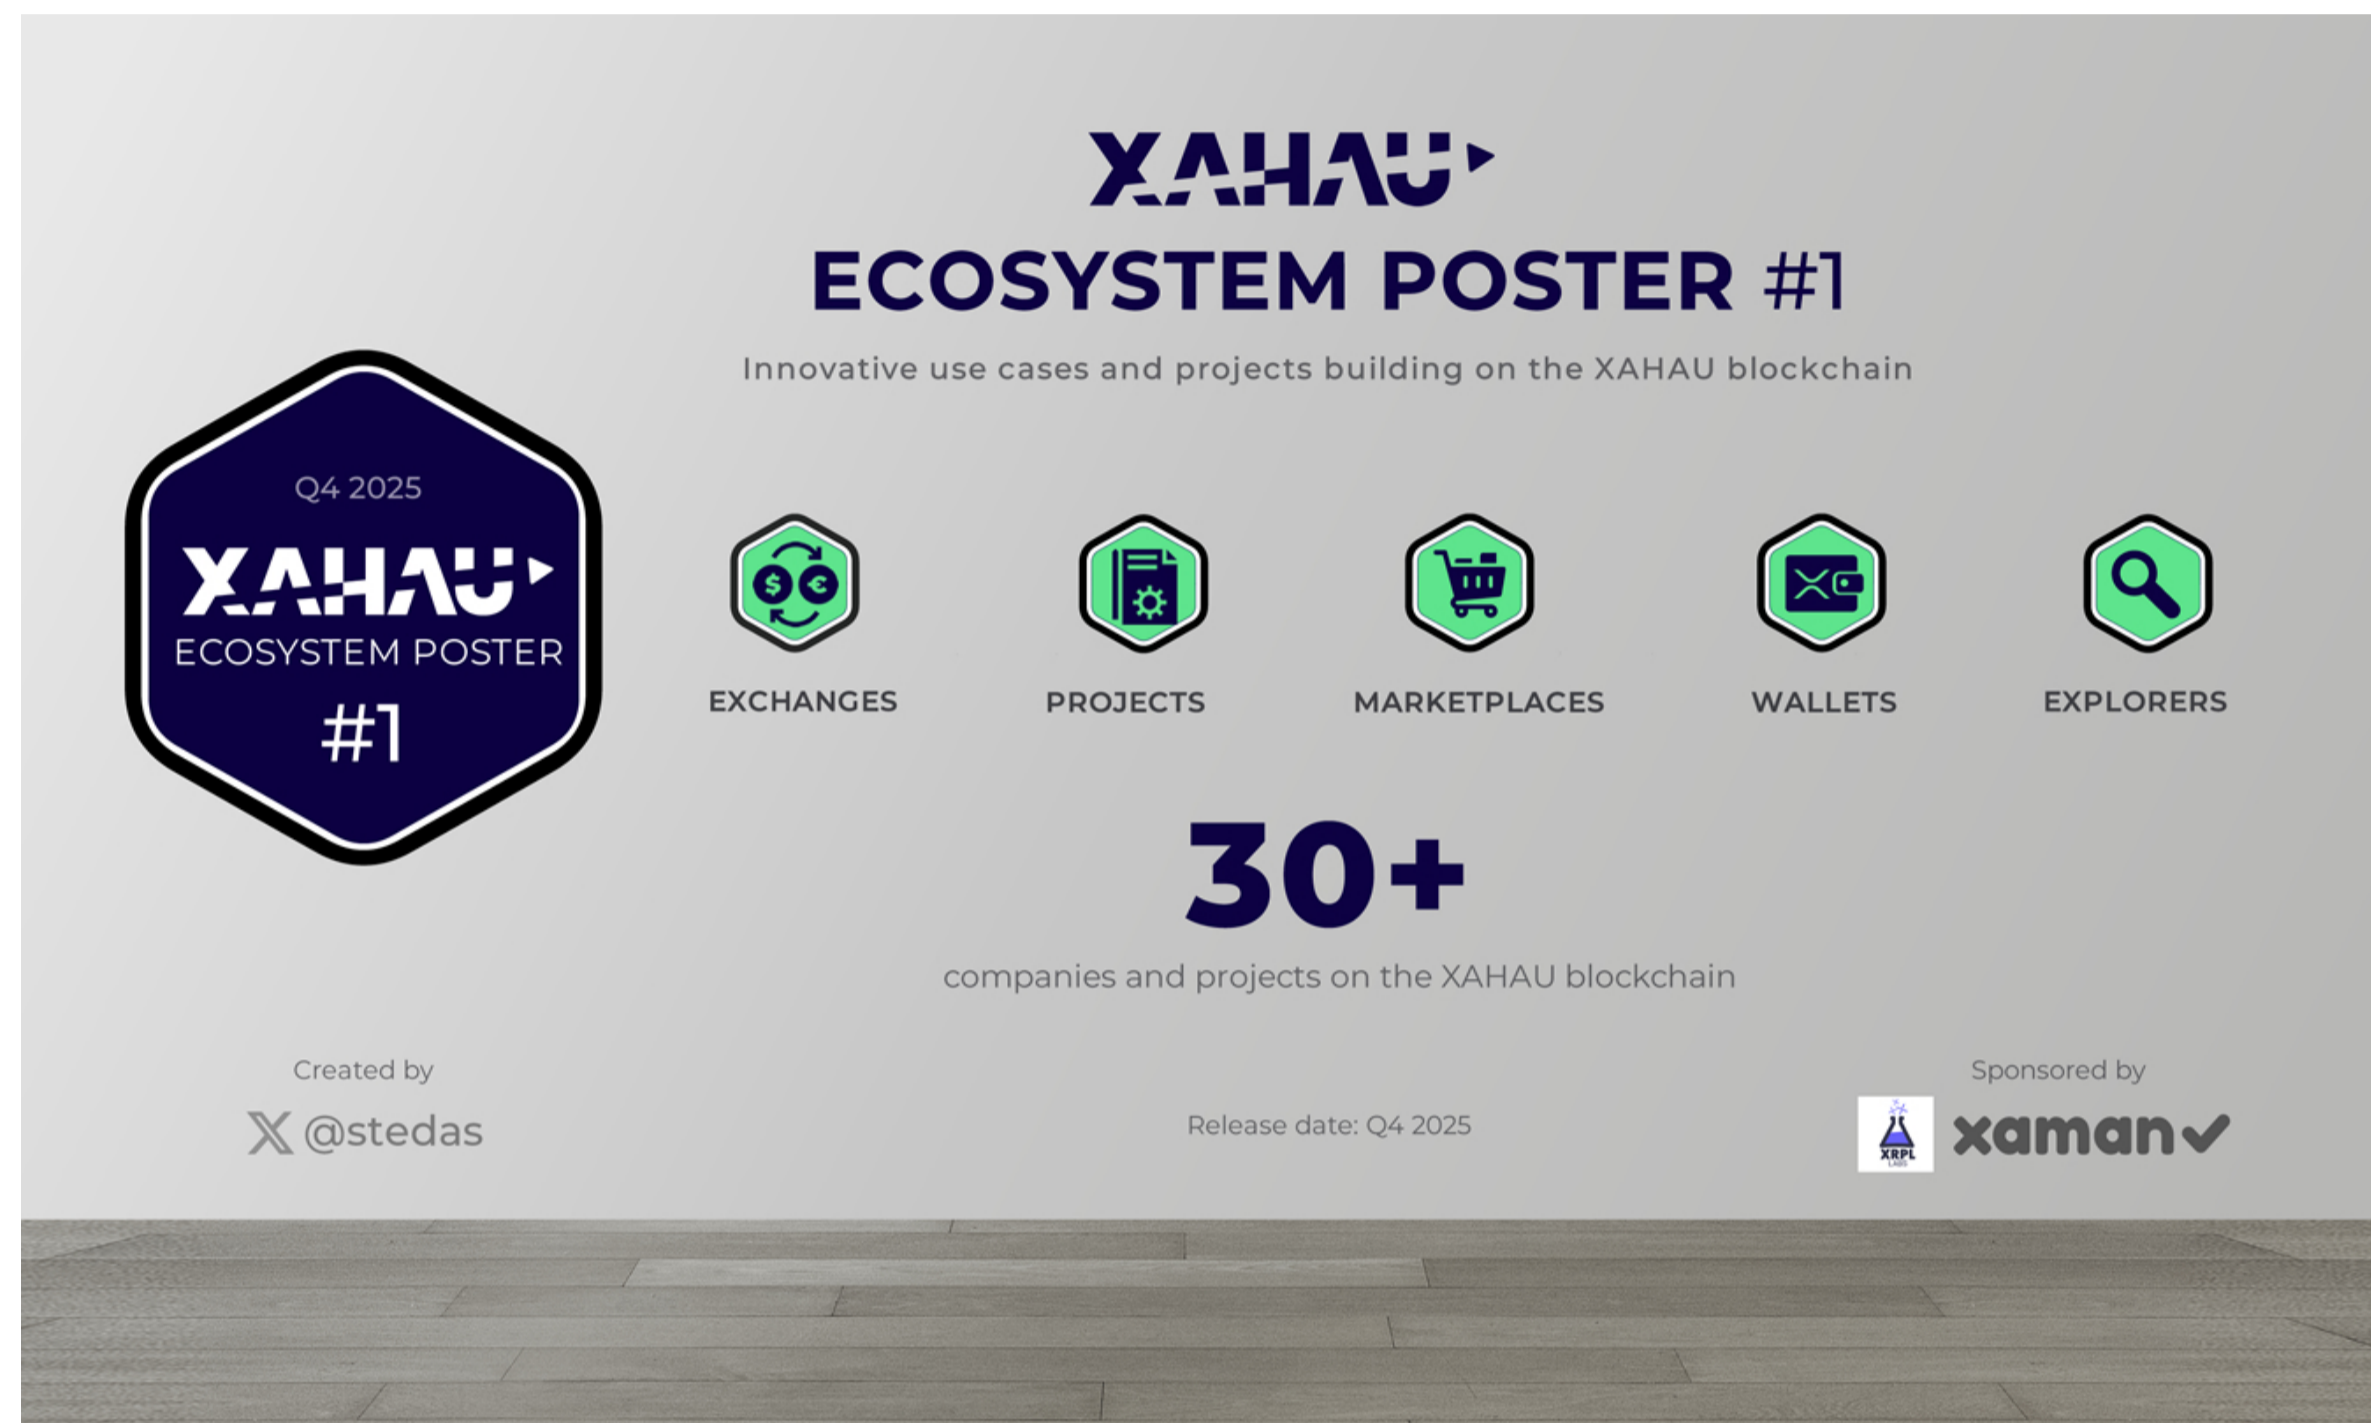 XAHAU
ECOSYSTEM POSTER #1
Innovative use cases and projects building on the XAHAU blockchain
Q4 2025
XAHAU
ECOSYSTEM POSTER
#1
EXCHANGES
PROJECTS
MARKETPLACES
WALLETS
EXPLORERS
30+
companies and projects on the XAHAU blockchain
Created by
X @stedas
Release date: Q4 2025
Sponsored by
XRPL
LABS
xaman